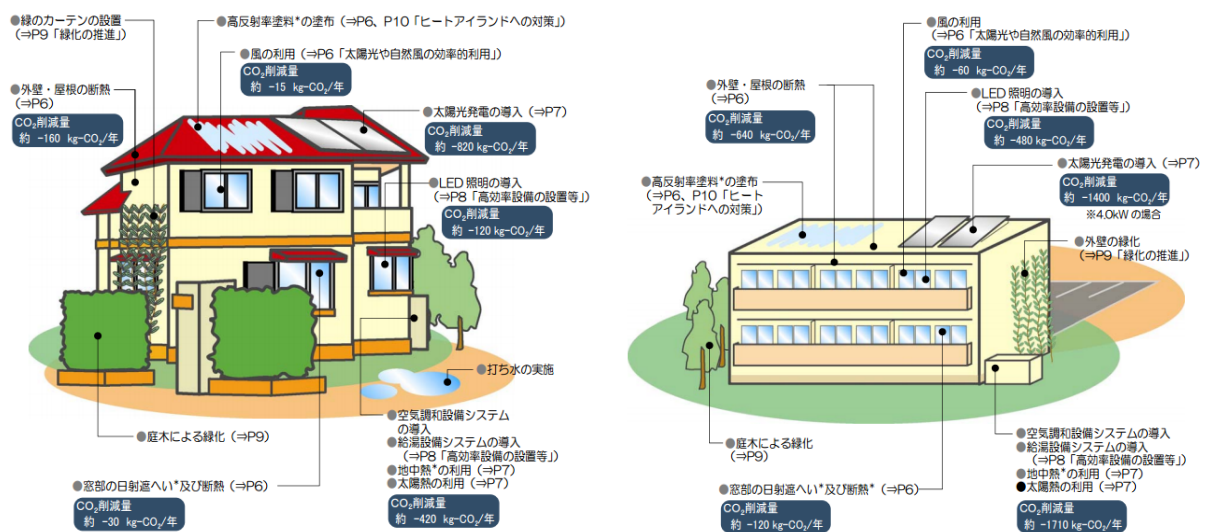 ●緑のカーテンの設置
(⇒P9「緑化の推進」)
●高反射率塗料*の塗布(⇒P6、P10「ヒートアイランドへの対策」)
●風の利用(⇒P6「太陽光や自然風の効率的利用」)
CO₂削減量
約 -15 kg-CO₂/年
●外壁・屋根の断熱
(⇒P6)
CO₂削減量
約 -160 kg-CO₂/年
●太陽光発電の導入(⇒P7)
CO₂削減量
約 -820 kg-CO₂/年
●LED照明の導入
(⇒P8「高効率設備の設置等」)
CO₂削減量
約 -120 kg-CO₂/年
●打ち水の実施
●空気調和設備システム
の導入
●給湯設備システムの導入
(⇒P8「高効率設備の設置等」)
●地中熱*の利用(⇒P7)
●太陽熱の利用(⇒P7)
CO₂削減量
約 -420 kg-CO₂/年
●庭木による緑化(⇒P9)
●窓部の日射遮へい*及び断熱(⇒P6)
CO₂削減量
約 -30 kg-CO₂/年
●風の利用
(⇒P6「太陽光や自然風の効率的利用」)
CO₂削減量
約 -60 kg-CO₂/年
●外壁・屋根の断熱
(⇒P6)
CO₂削減量
約 -640 kg-CO₂/年
●LED照明の導入
(⇒P8「高効率設備の設置等」)
CO₂削減量
約 -480 kg-CO₂/年
●太陽光発電の導入(⇒P7)
CO₂削減量
約 -1400 kg-CO₂/年
※4.0kWの場合
●高反射率塗料*の塗布
(⇒P6、P10「ヒート
アイランドへの対策」)
●外壁の緑化
(⇒P9「緑化の推進」)
●庭木による緑化
(⇒P9)
●窓部の日射遮へい*及び断熱*(⇒P6)
CO₂削減量
約 -120 kg-CO₂/年
●空気調和設備システムの導入
●給湯設備システムの導入
(⇒P8「高効率設備の設置等」)
●地中熱*の利用(⇒P7)
●太陽熱の利用(⇒P7)
CO₂削減量
約 -1710 kg-CO₂/年